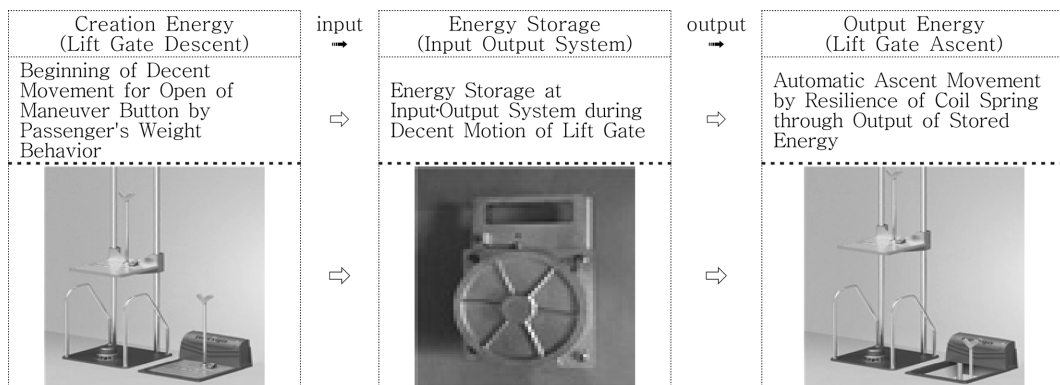 Creation Energy
(Lift Gate Descent)
input
Energy Storage
(Input Output System)
output
Output Energy
(Lift Gate Ascent)
Beginning of Decent
Movement for Open of
Maneuver Button by
Passenger's Weight
Behavior
Energy Storage at
Input·Output System during
Decent Motion of Lift Gate
Automatic Ascent Movement
by Resilience of Coil Spring
through Output of Stored
Energy